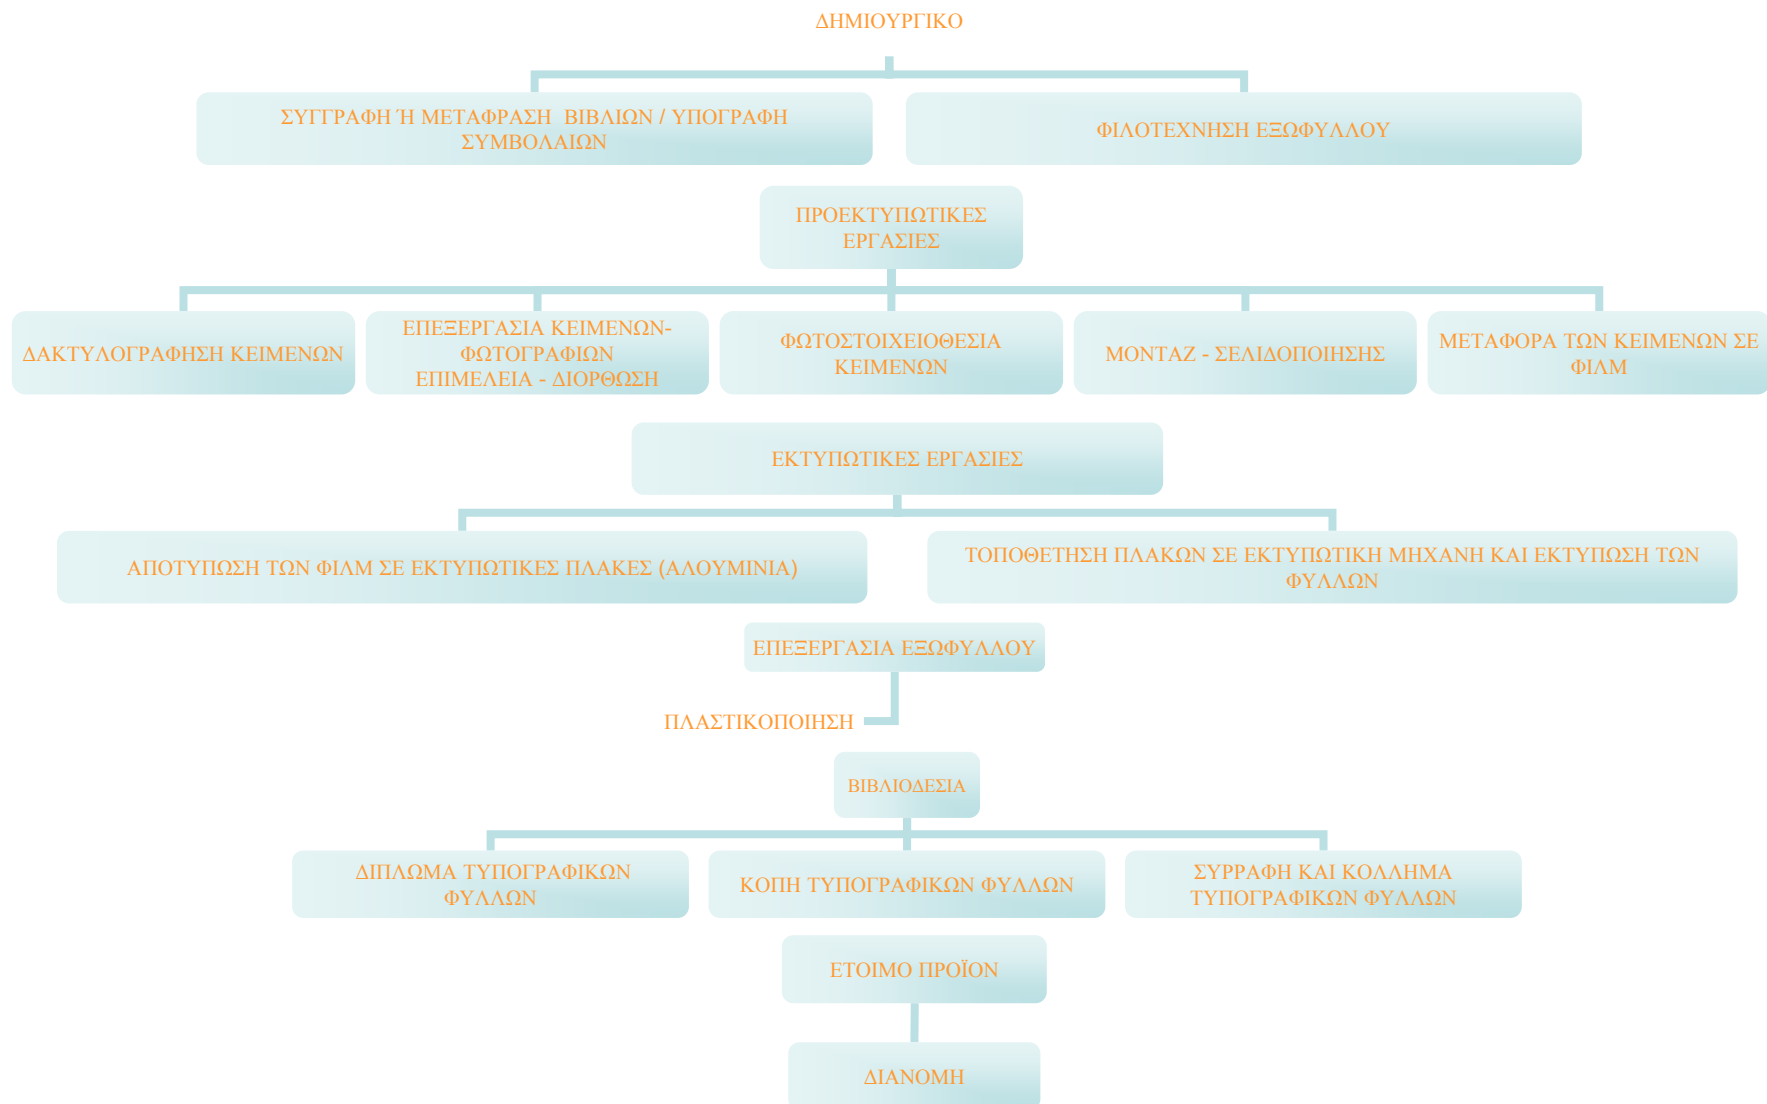 ΔΗΜΙΟΥΡΓΙΚΟ
ΣΥΓΓΡΑΦΗ Ή ΜΕΤΑΦΡΑΣΗ ΒΙΒΛΙΩΝ / ΥΠΟΓΡΑΦΗ
ΣΥΜΒΟΛΑΙΩΝ
ΦΙΛΟΤΕΧΝΗΣΗ ΕΞΩΦΥΛΛΟΥ
ΠΡΟΕΚΤΥΠΩΤΙΚΕΣ
ΕΡΓΑΣΙΕΣ
ΔΑΚΤΥΛΟΓΡΑΦΗΣΗ ΚΕΙΜΕΝΩΝ
ΕΠΕΞΕΡΓΑΣΙΑ ΚΕΙΜΕΝΩΝ-
ΦΩΤΟΓΡΑΦΙΩΝ
ΕΠΙΜΕΛΕΙΑ - ΔΙΟΡΘΩΣΗ
ΦΩΤΟΣΤΟΙΧΕΙΟΘΕΣΙΑ
ΚΕΙΜΕΝΩΝ
ΜΟΝΤΑΖ - ΣΕΛΙΔΟΠΟΙΗΣΗΣ
ΜΕΤΑΦΟΡΑ ΤΩΝ ΚΕΙΜΕΝΩΝ ΣΕ
ΦΙΛΜ
ΕΚΤΥΠΩΤΙΚΕΣ ΕΡΓΑΣΙΕΣ
ΑΠΟΤΥΠΩΣΗ ΤΩΝ ΦΙΛΜ ΣΕ ΕΚΤΥΠΩΤΙΚΕΣ ΠΛΑΚΕΣ (ΑΛΟΥΜΙΝΙΑ)
ΤΟΠΟΘΕΤΗΣΗ ΠΛΑΚΩΝ ΣΕ ΕΚΤΥΠΩΤΙΚΗ ΜΗΧΑΝΗ ΚΑΙ ΕΚΤΥΠΩΣΗ ΤΩΝ
ΦΥΛΛΩΝ
ΕΠΕΞΕΡΓΑΣΙΑ ΕΞΩΦΥΛΛΟΥ
ΠΛΑΣΤΙΚΟΠΟΙΗΣΗ
ΒΙΒΛΙΟΔΕΣΙΑ
ΔΙΠΛΩΜΑ ΤΥΠΟΓΡΑΦΙΚΩΝ
ΦΥΛΛΩΝ
ΚΟΠΗ ΤΥΠΟΓΡΑΦΙΚΩΝ ΦΥΛΛΩΝ
ΣΥΡΡΑΦΗ ΚΑΙ ΚΟΛΛΗΜΑ
ΤΥΠΟΓΡΑΦΙΚΩΝ ΦΥΛΛΩΝ
ΕΤΟΙΜΟ ΠΡΟΪΟΝ
ΔΙΑΝΟΜΗ